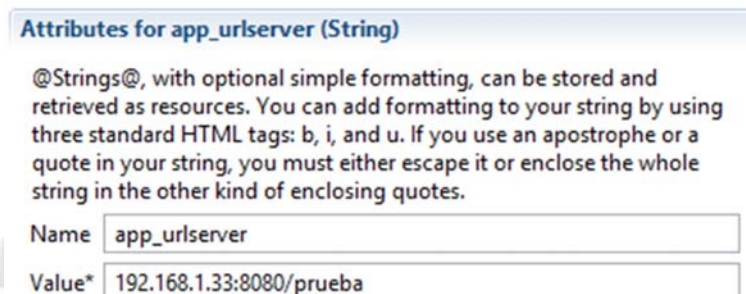 Attributes for app_urlserver (String)
@Strings@, with optional simple formatting, can be stored and
retrieved as resources. You can add formatting to your string by using
three standard HTML tags: b, i, and u. If you use an apostrophe or a
quote in your string, you must either escape it or enclose the whole
string in the other kind of enclosing quotes.
Name app_urlserver
Value* 192.168.1.33:8080/prueba